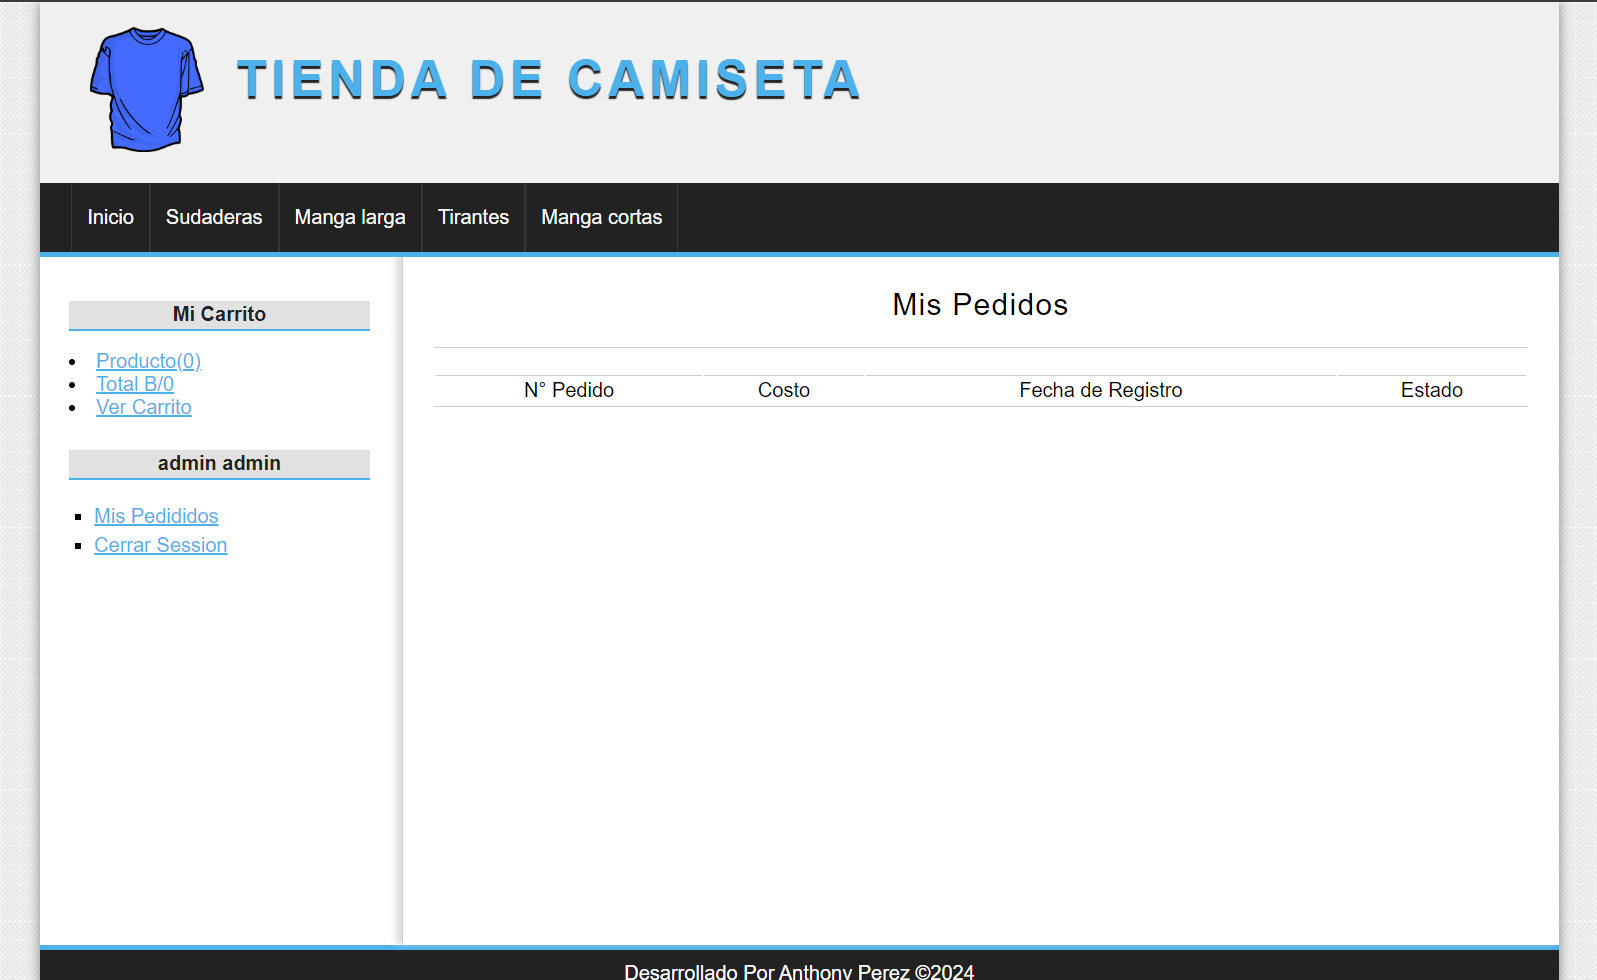 TIENDA DE CAMISETA
Inicio Sudaderas Manga larga Tirantes Manga cortas
Mi Carrito
Producto(0)
Total B/0
Ver Carrito
admin admin
Mis Pedididos
Cerrar Session
Mis Pedidos
N° Pedido Costo Fecha de Registro Estado
Desarrollado Por Anthony Perez ©2024